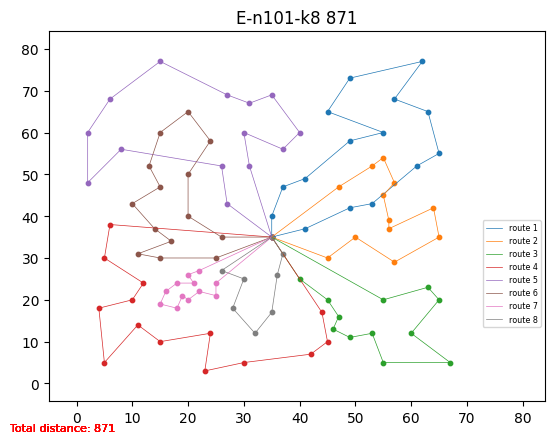 E-n101-k8 871
80
70
60
50
40
30
20
10
0
route 1
route 2
route 3
route 4
route 5
route 6
route 7
route 8
0 10 20 30 40 50 60 70 80
Total distance: 871